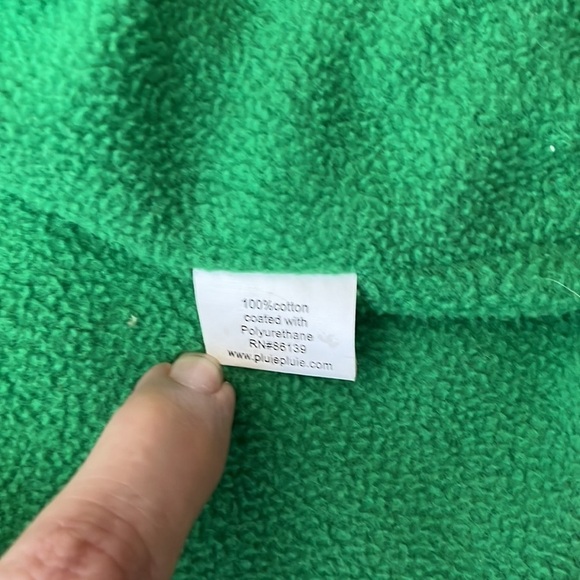 100%cotton
coated with
Polyurethane
RN#86139
www.pluiepluie.com